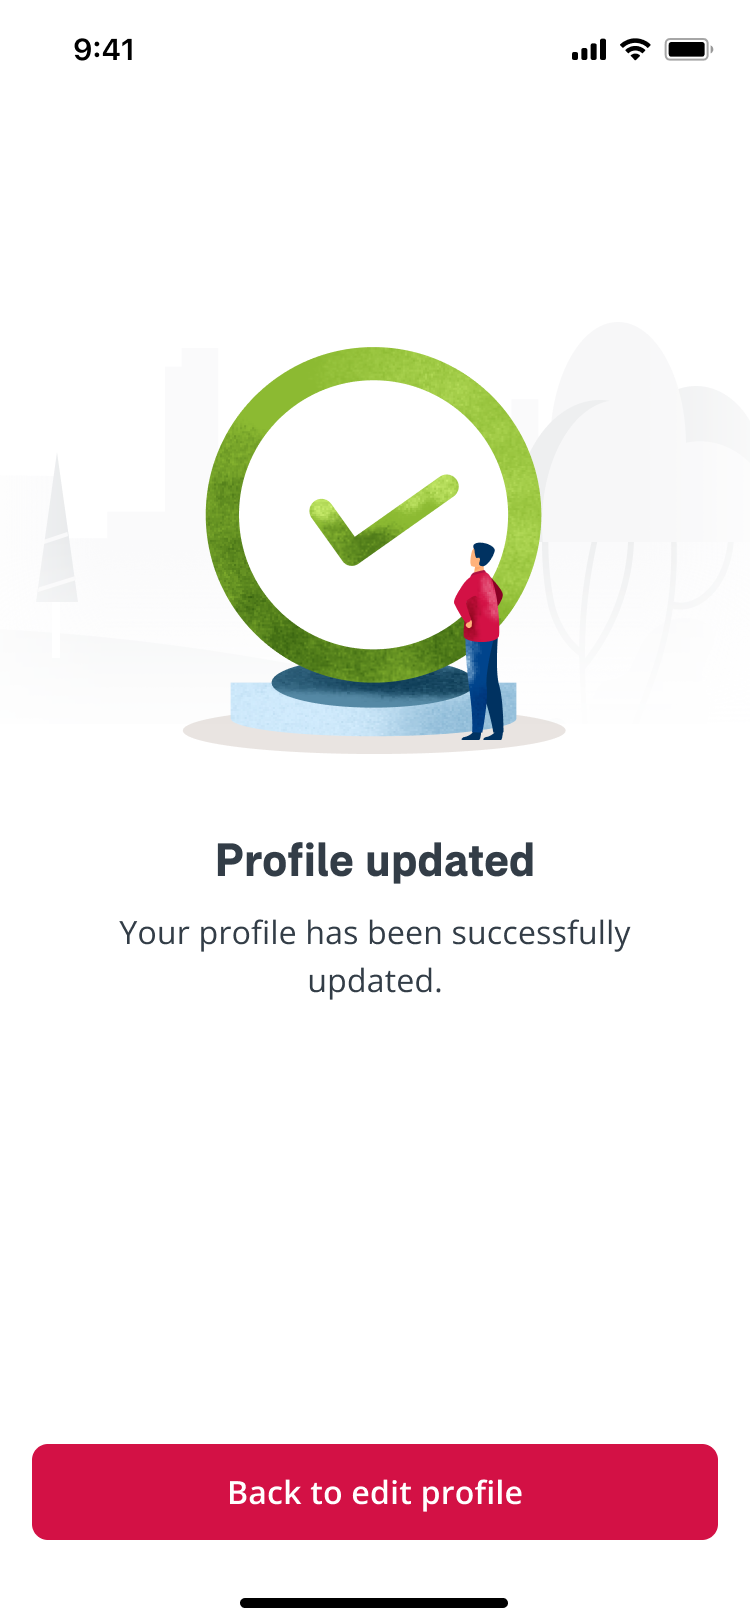 9:41
Profile updated
Your profile has been successfully
updated.
Back to edit profile